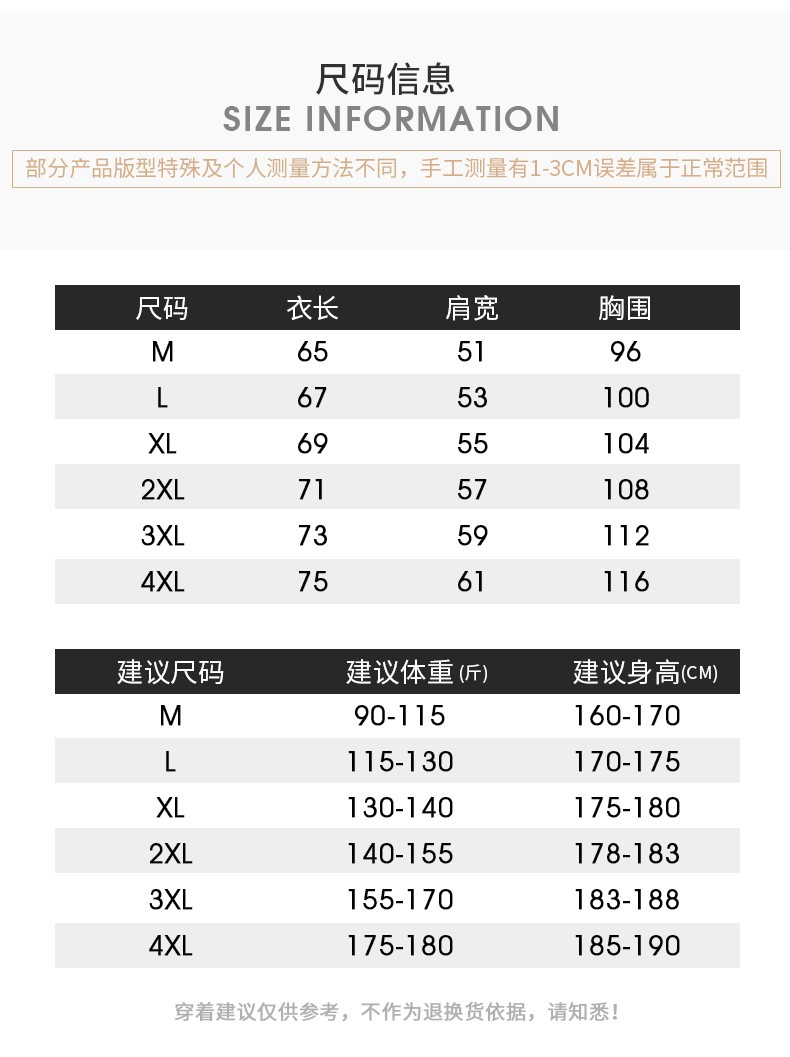 尺码信息
SIZE INFORMATION
部分产品版型特殊及个人测量方法不同，手工测量有1-3CM误差属于正常范围
尺码 衣长 肩宽 胸围
M 65 51 96
L 67 53 100
XL 69 55 104
2XL 71 57 108
3XL 73 59 112
4XL 75 61 116
建议尺码 建议体重(斤) 建议身高(CM)
M 90-115 160-170
L 115-130 170-175
XL 130-140 175-180
2XL 140-155 178-183
3XL 155-170 183-188
4XL 175-180 185-190
穿着建议仅供参考，不作为退换货依据，请知悉！